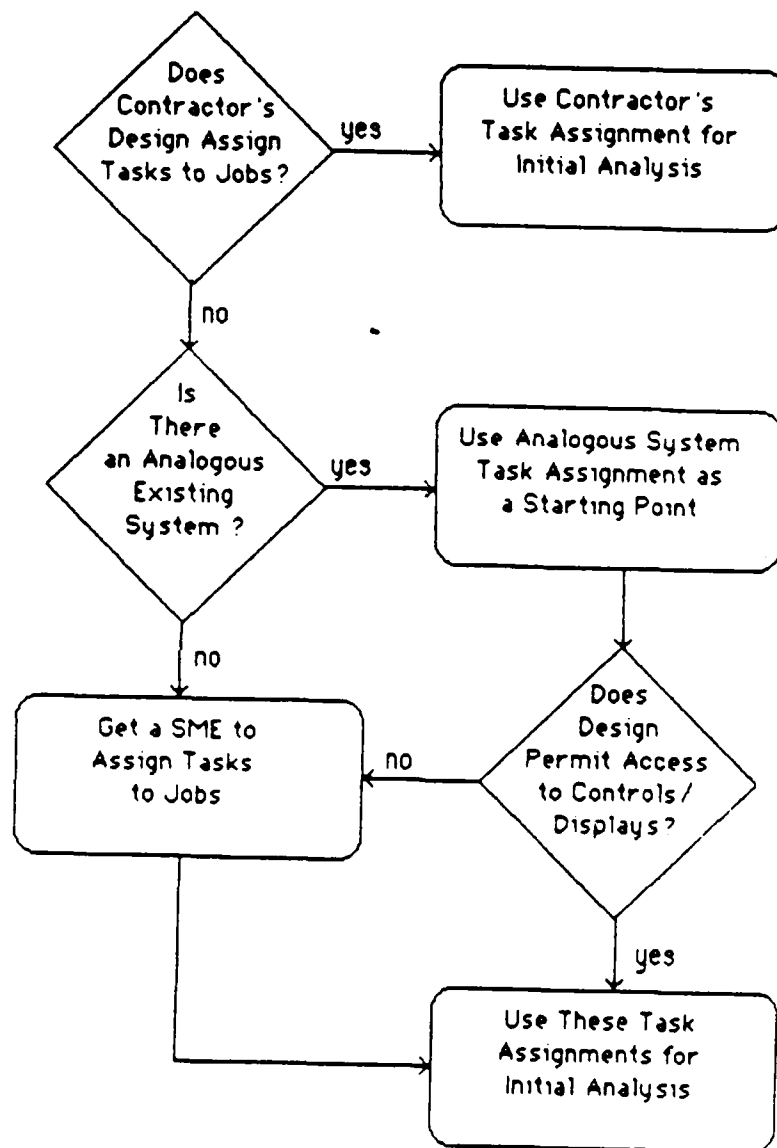 Does
Contractor's
Design Assign
Tasks to Jobs?
yes
Use Contractor's
Task Assignment for
Initial Analysis
no
Is
There
an Analogous
Existing
System ?
yes
Use Analogous System
Task Assignment as
a Starting Point
no
Get a SME to
Assign Tasks
to Jobs
no
Does
Design
Permit Access
to Controls/
Displays?
yes
Use These Task
Assignments for
Initial Analysis